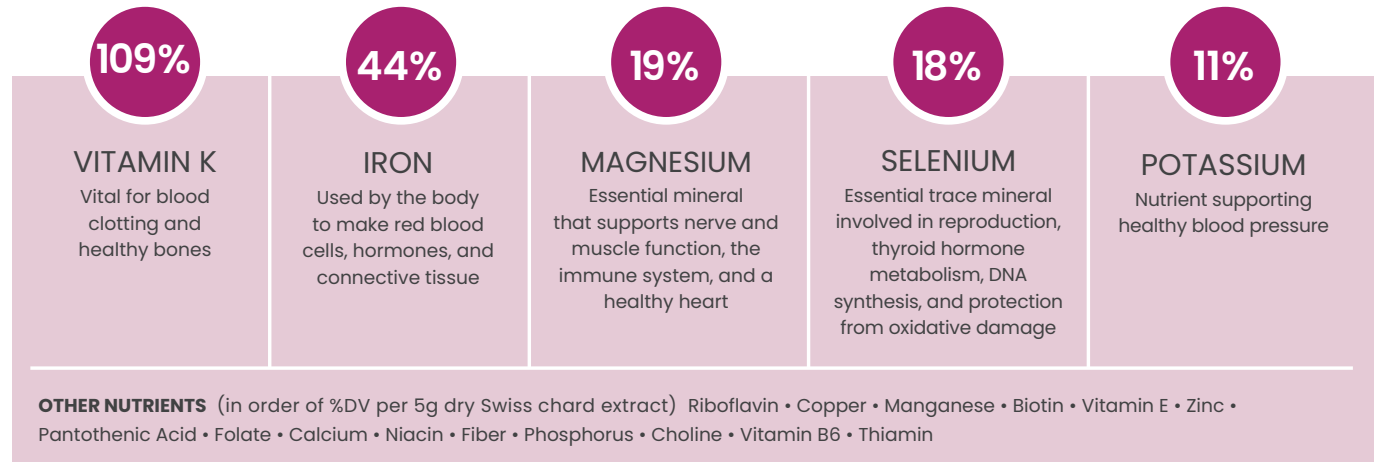 109%
VITAMIN K
Vital for blood
clotting and
healthy bones
44%
IRON
Used by the body
to make red blood
cells, hormones, and
connective tissue
19%
MAGNESIUM
Essential mineral
that supports nerve and
muscle function, the
immune system, and a
healthy heart
18%
SELENIUM
Essential trace mineral
involved in reproduction,
thyroid hormone
metabolism, DNA
synthesis, and protection
from oxidative damage
11%
POTASSIUM
Nutrient supporting
healthy blood pressure
OTHER NUTRIENTS (in order of %DV per 5g dry Swiss chard extract) Riboflavin • Copper • Manganese • Biotin • Vitamin E • Zinc •
Pantothenic Acid • Folate • Calcium • Niacin • Fiber • Phosphorus • Choline • Vitamin B6 • Thiamin